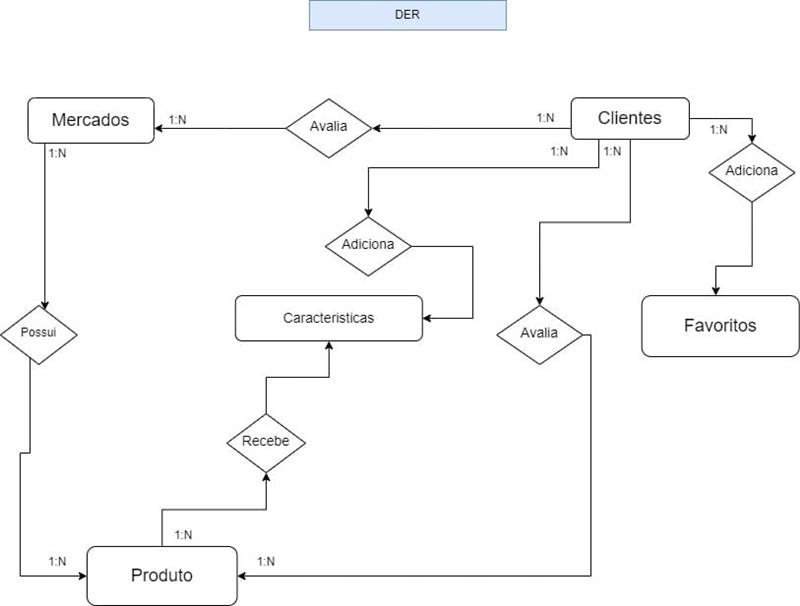 DER
Mercados
1:N
Avalia
1:N
Clientes
1:N
1:N
1:N
1:N
Adiciona
Adiciona
Caracteristicas
Favoritos
Possui
Avalia
Recebe
1:N
1:N
1:N
Produto